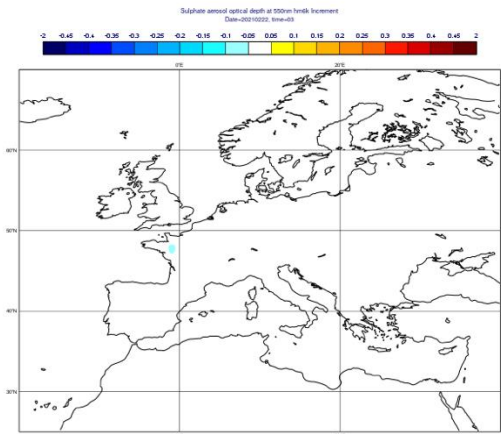 Sulphate aerosol optical depth at 550nm hm6k Increment
Date=20210222, time=03
-2 -0.45 -0.4 -0.35 -0.3 -0.25 -0.2 -0.15 -0.1 -0.05 0.05 0.1 0.15 0.2 0.25 0.3 0.35 0.4 0.45 2
0°E 20°E
60°N
50°N
40°N
30°N